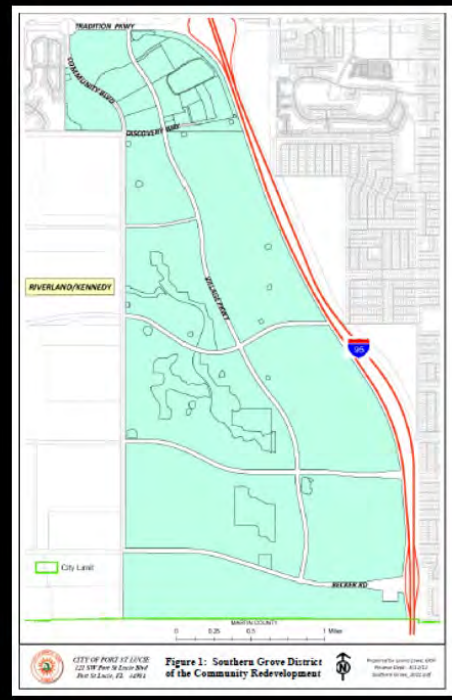 TRADITION PKWY
COMMUNITY BLVD
DISCOVERY WAY
RIVERLAND/KENNEDY
VILLAGE PKWY
95
City Limit
BECKER RD
MARTIN COUNTY
0 0.25 0.5 1 Miles
CITY OF PORT ST LUCIE
121 SW Port St Lucie Blvd
Port St Lucie, FL 34984
Figure 1: Southern Grove District
of the Community Redevelopment
N